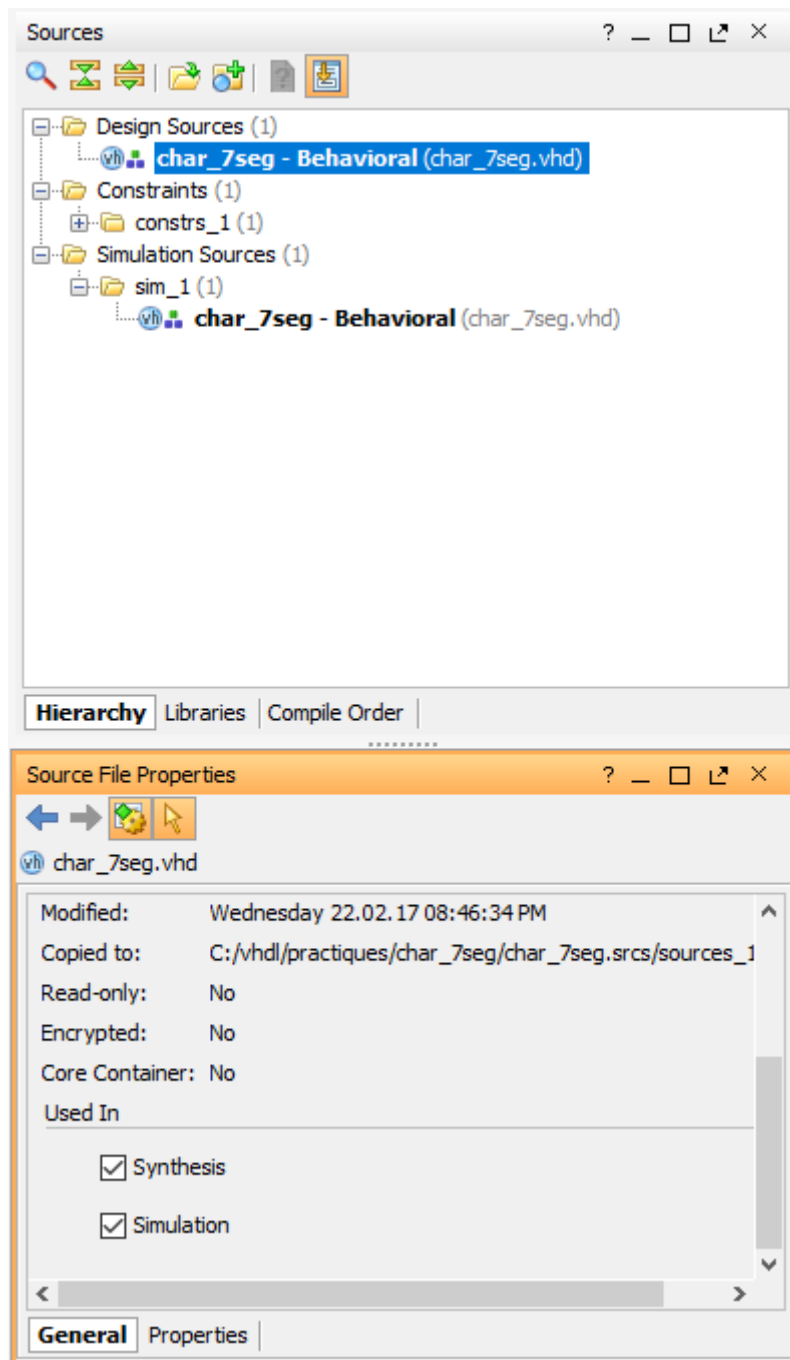 Sources
Design Sources (1)
char_7seg - Behavioral (char_7seg.vhd)
Constraints (1)
constrs_1 (1)
Simulation Sources (1)
sim_1 (1)
char_7seg - Behavioral (char_7seg.vhd)
Hierarchy Libraries Compile Order
Source File Properties
char_7seg.vhd
Modified: Wednesday 22.02.17 08:46:34 PM
Copied to: C:/vhdl/practiques/char_7seg/char_7seg.srcs/sources_1
Read-only: No
Encrypted: No
Core Container: No
Used In
Synthesis
Simulation
General Properties